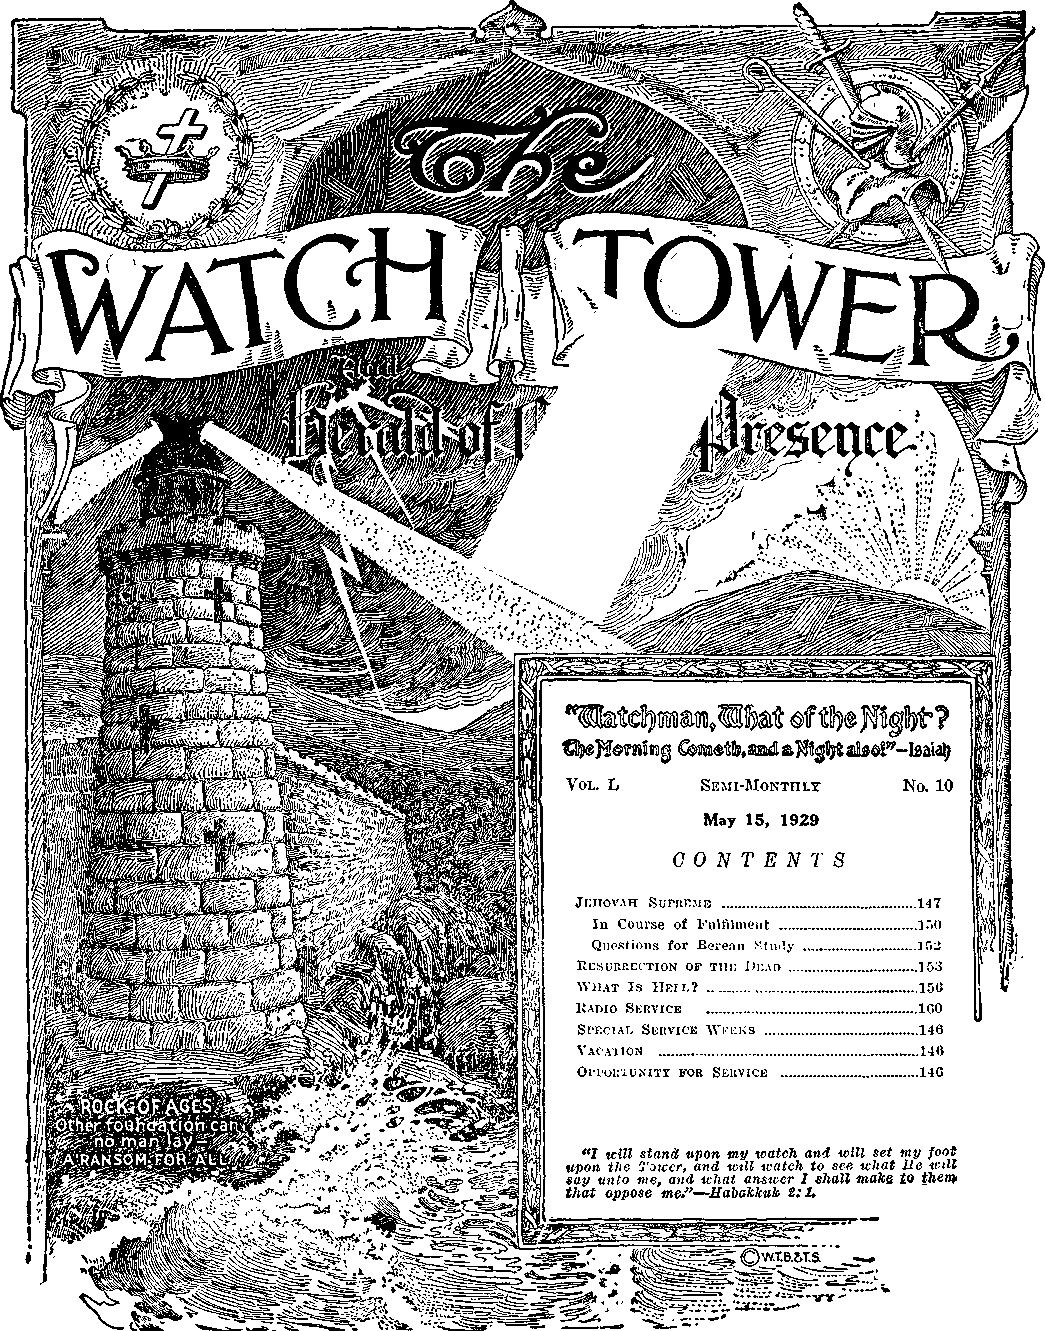 The
WATCH TOWER
And
Herald of Presence
"Watchman, What of the Night?
The Morning Cometh, and a Night also!"—Isaiah
VOL. L SEMI-MONTHLY No. 10
May 15, 1929
CONTENTS
JEHOVAH SUPREME 147
In Course of Fulfilment 150
Questions for Berean Study 152
RESURRECTION OF THE DEAD 153
WHAT IS HELL? 156
RADIO SERVICE 160
SPECIAL SERVICE WEEKS 146
VACATION 146
OPPORTUNITY FOR SERVICE 146
ROCK OF AGES
Other foundation can
no man lay—
A RANSOM FOR ALL
"I will stand upon my watch and will set my foot
upon the Tower, and will watch to see what He will
say unto me, and what answer I shall make to them
that oppose me."—Habakkuk 2:1.
© W.T.B.&T.S.